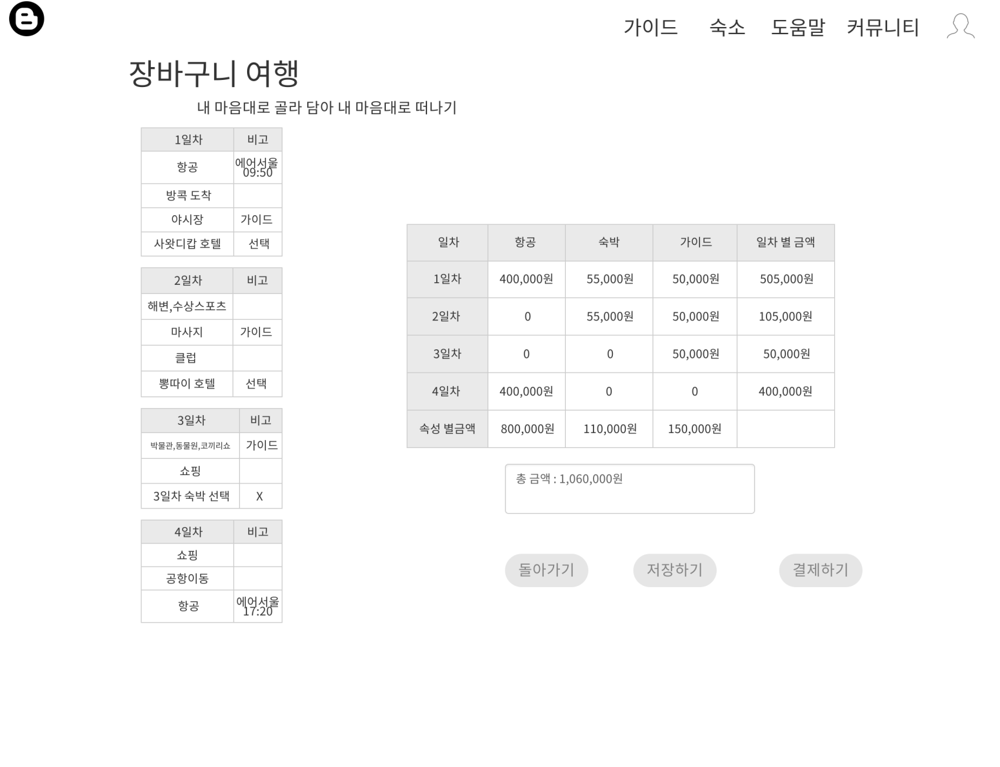 가이드 숙소 도움말 커뮤니티
장바구니 여행
내 마음대로 골라 담아 내 마음대로 떠나기
1일차 비고
항공 에어서울
09:50
방콕 도착
야시장 가이드
사왓디캅 호텔 선택
2일차 비고
해변,수상스포츠
마사지 가이드
클럽
뽕따이 호텔 선택
3일차 비고
박물관,동물원,코끼리쇼 가이드
쇼핑
3일차 숙박 선택 X
4일차 비고
쇼핑
공항이동
항공 에어서울
17:20
일차 항공 숙박 가이드 일차 별 금액
1일차 400,000원 55,000원 50,000원 505,000원
2일차 0 55,000원 50,000원 105,000원
3일차 0 0 50,000원 50,000원
4일차 400,000원 0 0 400,000원
속성 별금액 800,000원 110,000원 150,000원
총 금액 : 1,060,000원
돌아가기 저장하기 결제하기